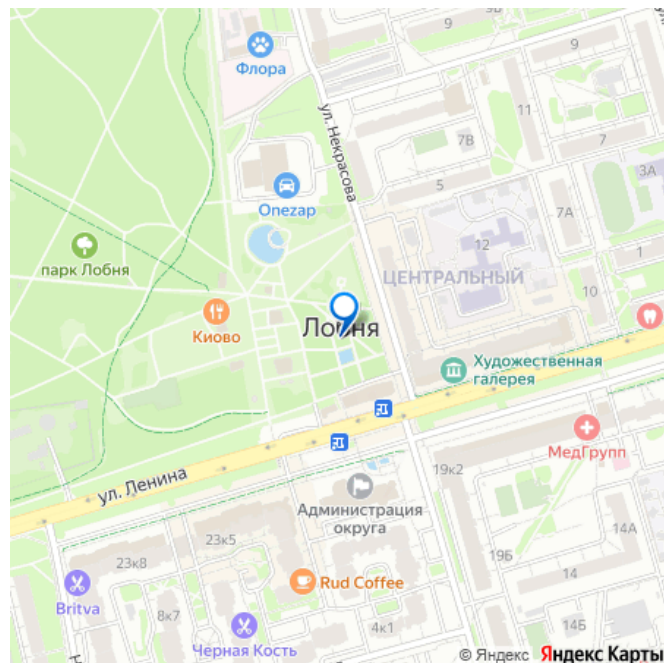 9Б
9
Флора
ул. Некрасова
11
7В
7
3А
5
Onezap
7А
12
парк Лобня
1
ЦЕНТРАЛЬНЫЙ
10
Киово
Лобня
Художественная
галерея
МедГрупп
19к2
ул. Ленина
Администрация
округа
14А
23к5
23к8
19Б
14
Rud Coffee
Britva
8к7
14Б
4к1
Черная Кость
© Яндекс Яндекс Карты